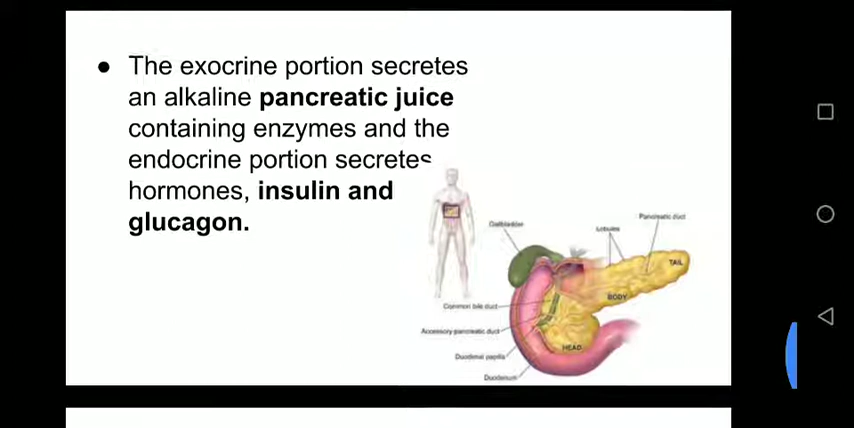 ● The exocrine portion secretes
an alkaline pancreatic juice
containing enzymes and the
endocrine portion secretes
hormones, insulin and
glucagon.
Gallbladder
Lobules
Pancreatic duct
TAIL
BODY
Common bile duct
Accessory pancreatic duct
HEAD
Duodenal papilla
Duodenum